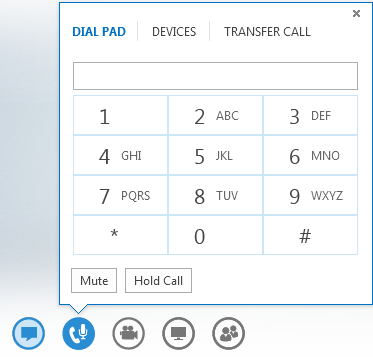 DIAL PAD DEVICES TRANSFER CALL
1 2 ABC 3 DEF
4 GHI 5 JKL 6 MNO
7 PQRS 8 TUV 9 WXYZ
* 0 #
Mute Hold Call